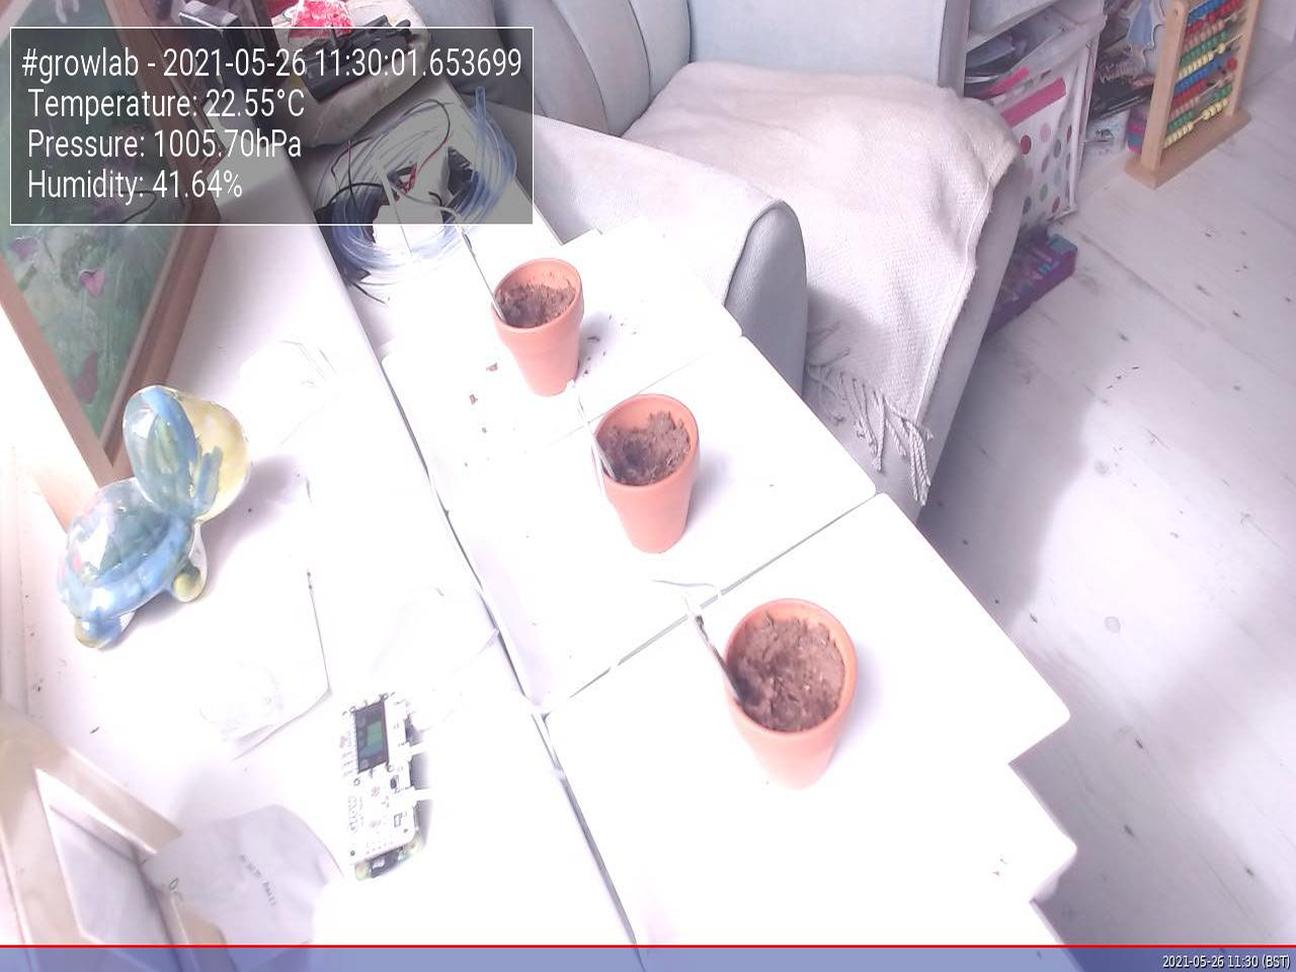 #growlab - 2021-05-26 11:30:01.653699
Temperature: 22.55°C
Pressure: 1005.70hPa
Humidity: 41.64%
2021-05-26 11:30 (BST)